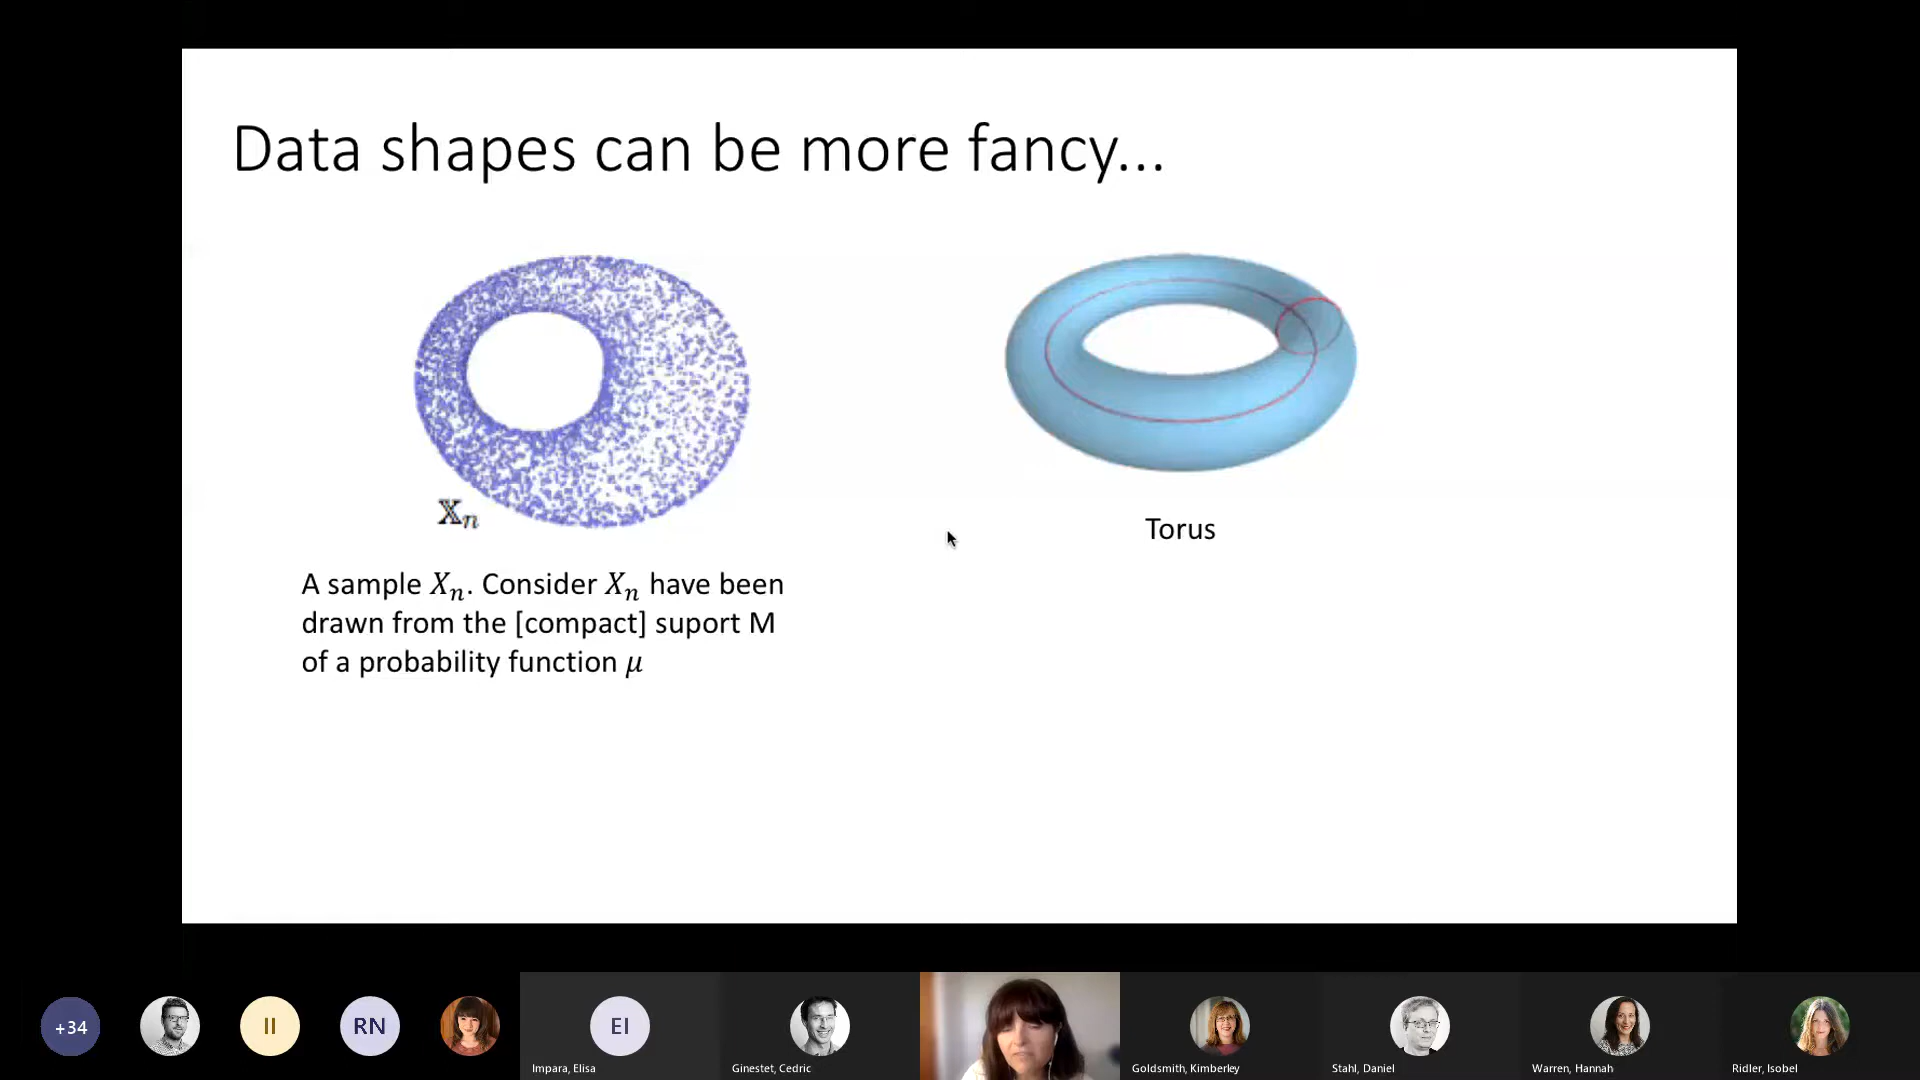 Data shapes can be more fancy...
𝕏n
Torus
A sample Xn. Consider Xn have been
drawn from the [compact] suport M
of a probability function μ
+34
II
RN
EI
Impara, Elisa
Ginestet, Cedric
Goldsmith, Kimberley
Stahl, Daniel
Warren, Hannah
Ridler, Isobel